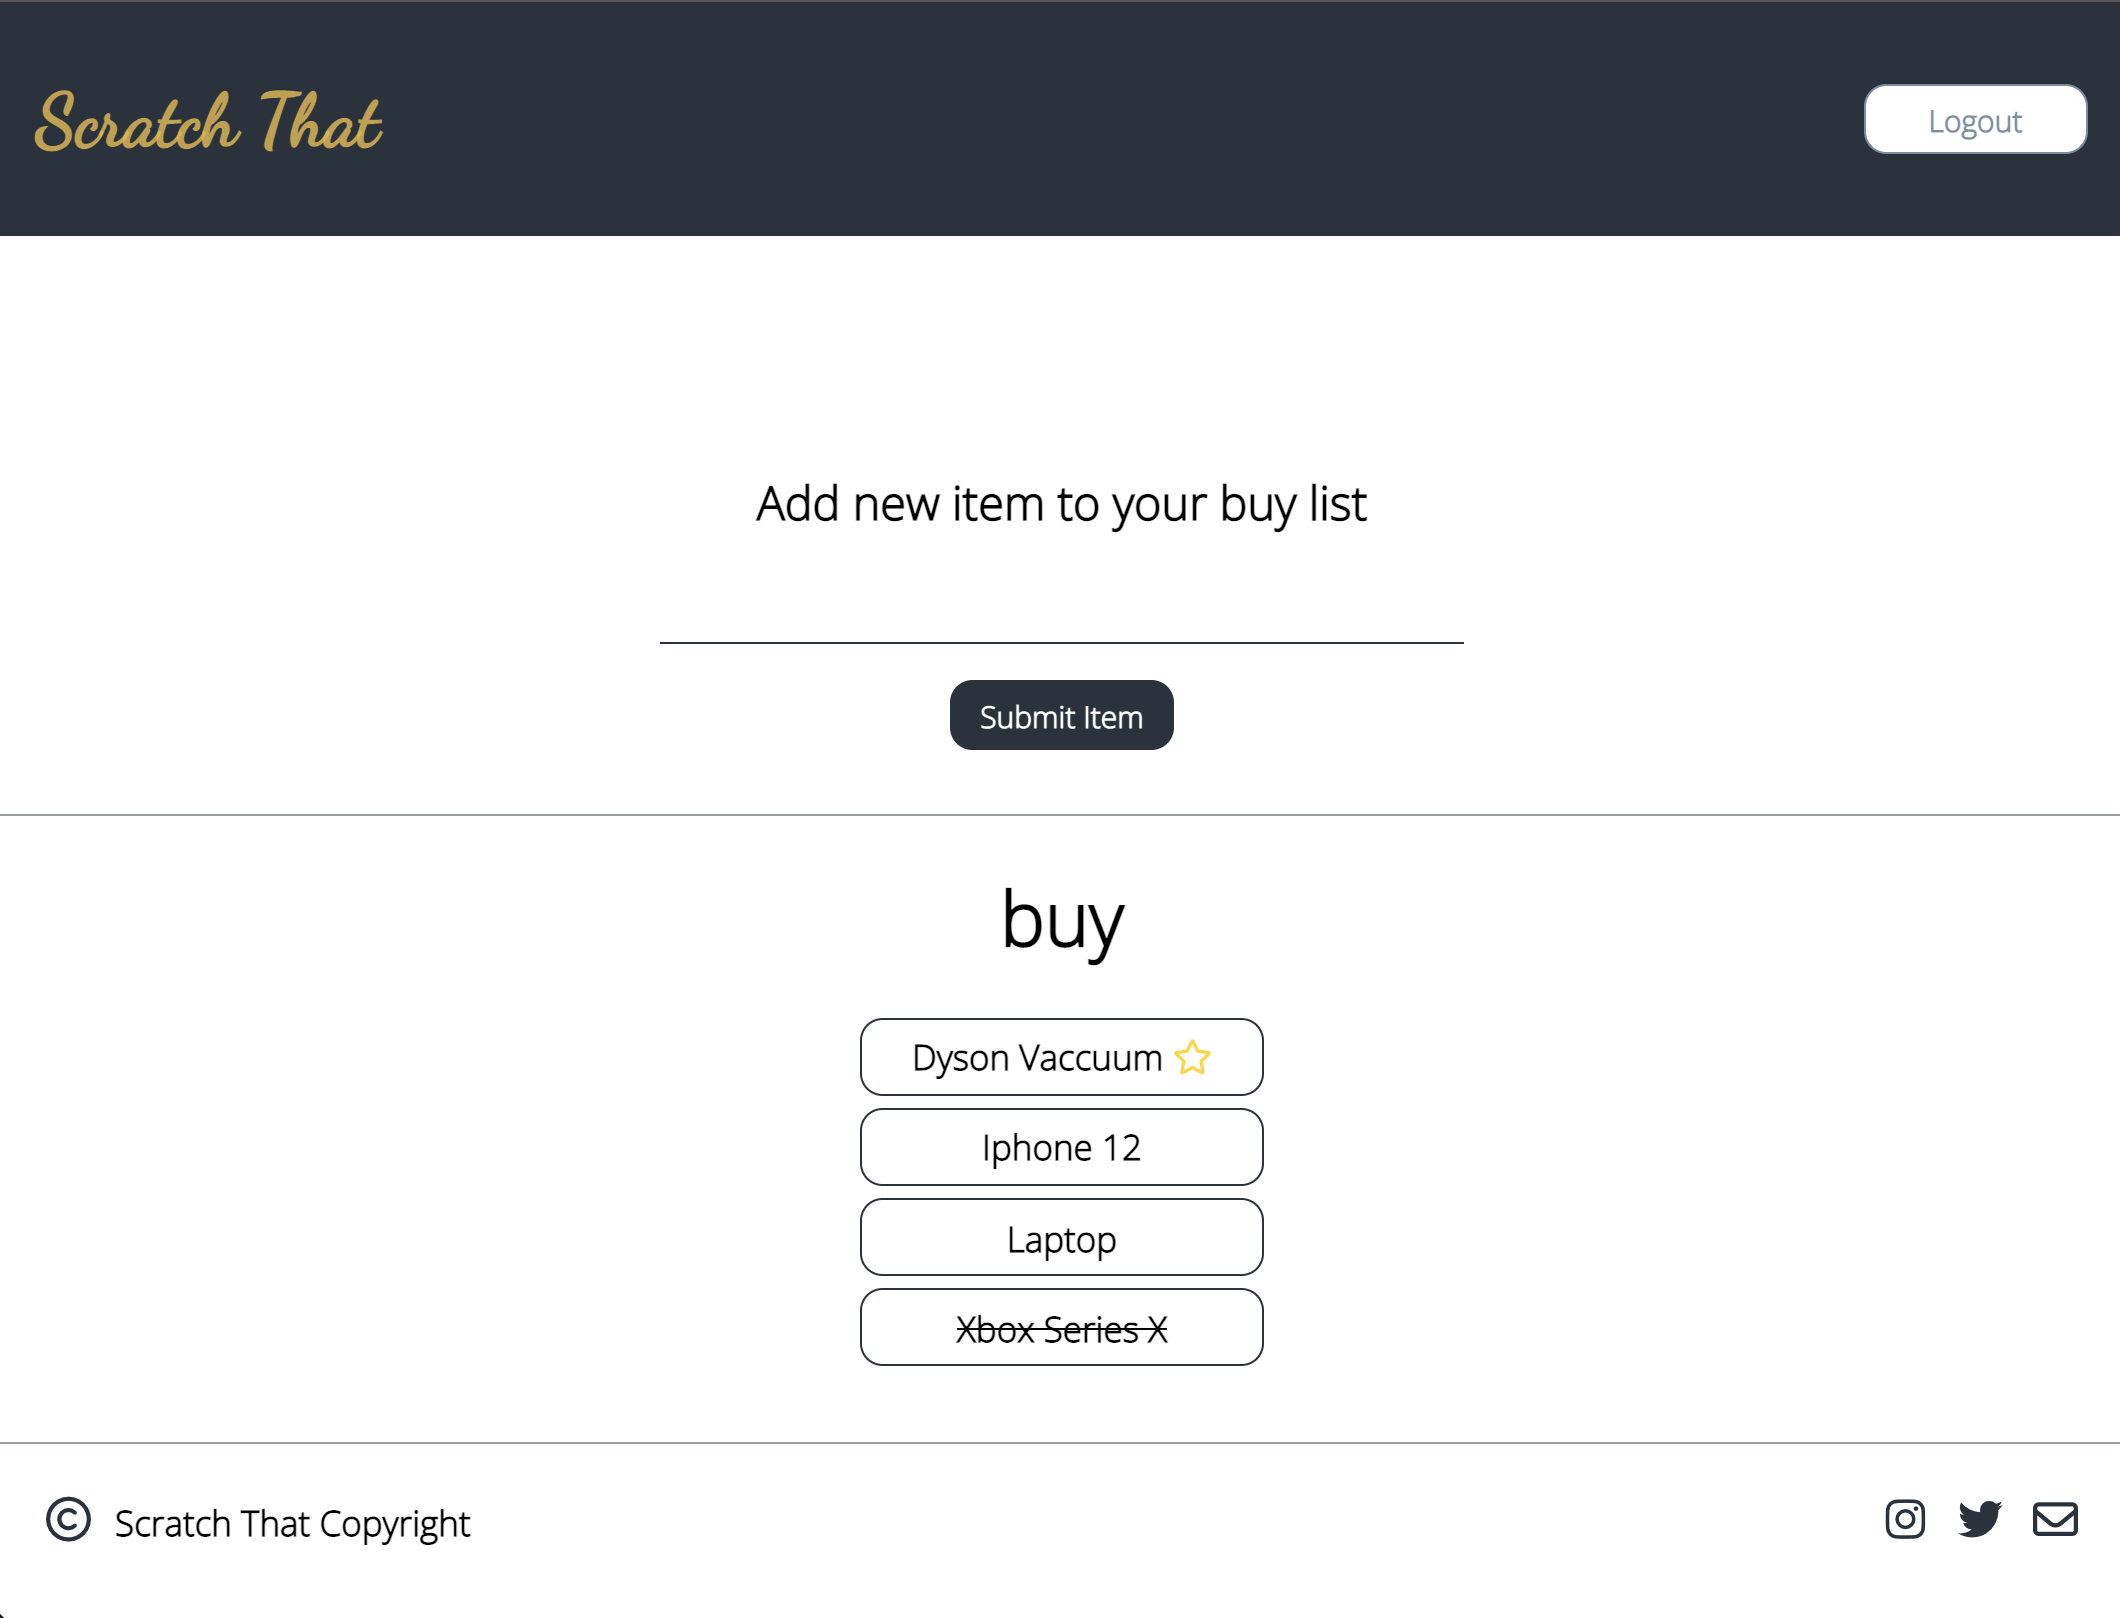 Scratch That
Logout
Add new item to your buy list
Submit Item
buy
Dyson Vaccuum
Iphone 12
Laptop
Xbox Series X
© Scratch That Copyright